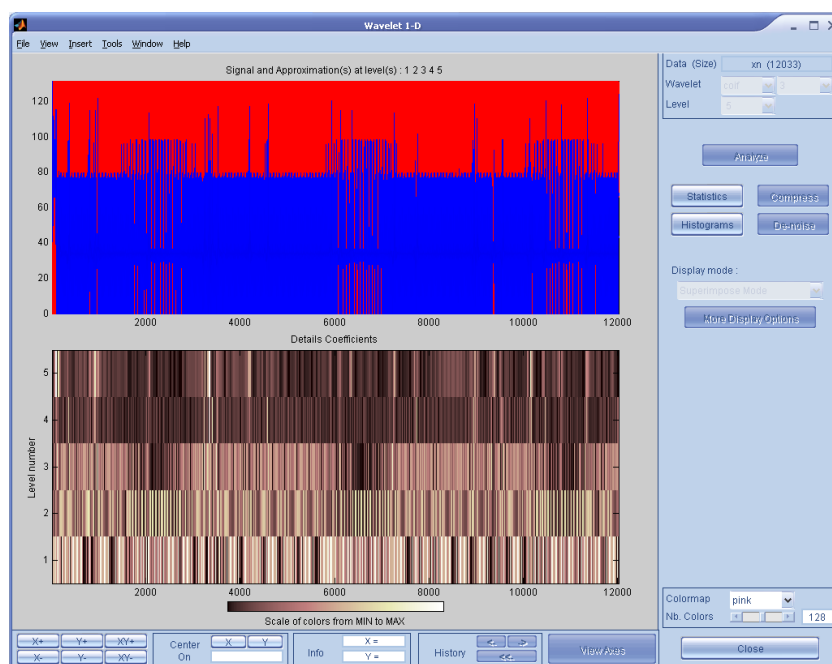 Wavelet 1-D
File View Insert Tools Window Help
Signal and Approximation(s) at level(s) : 1 2 3 4 5
120
100
80
60
40
20
0
2000 4000 6000 8000 10000 12000
Details Coefficients
Level number
5
4
3
2
1
2000 4000 6000 8000 10000 12000
Scale of colors from MIN to MAX
Data (Size) xn (12033)
Wavelet coif 3
Level 5
Analyze
Statistics Compress
Histograms De-noise
Display mode :
Superimpose Mode
More Display Options
Colormap pink
Nb. Colors 128
Close
X+ Y+ XY+
X- Y- XY-
Center On X Y
Info X = Y =
History <- -> <<-
View Axes